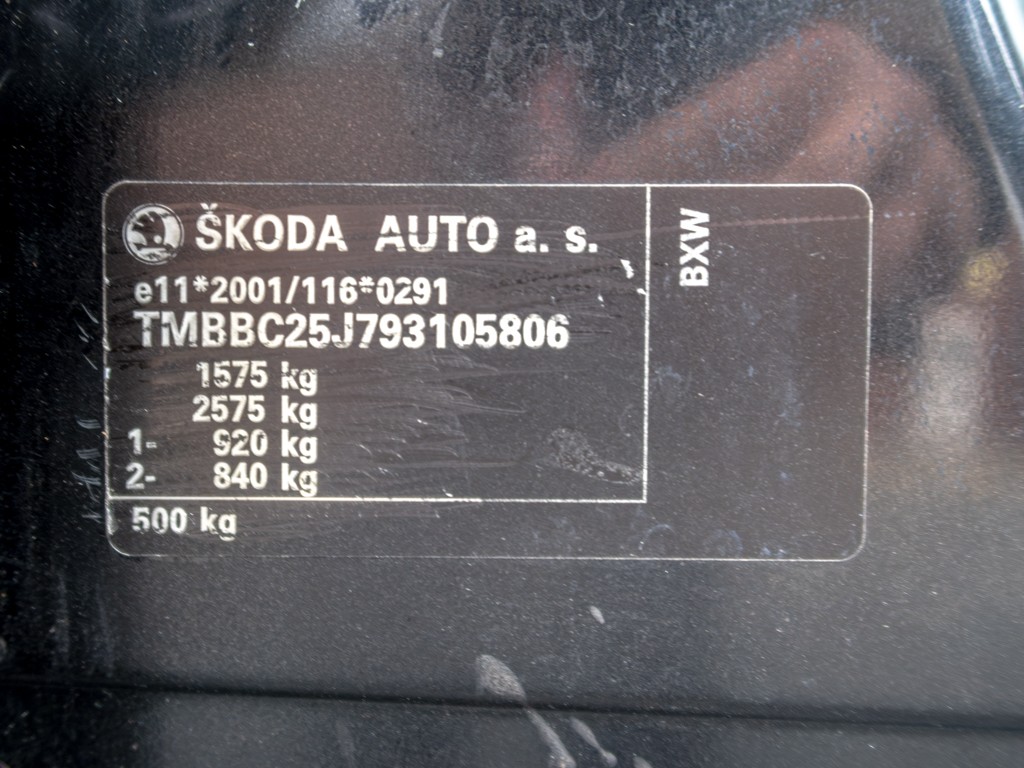 ŠKODA AUTO a. s.
e11*2001/116*0291
TMBBC25J793105806
1575 kg
2575 kg
1- 920 kg
2- 840 kg
500 kg
BXW